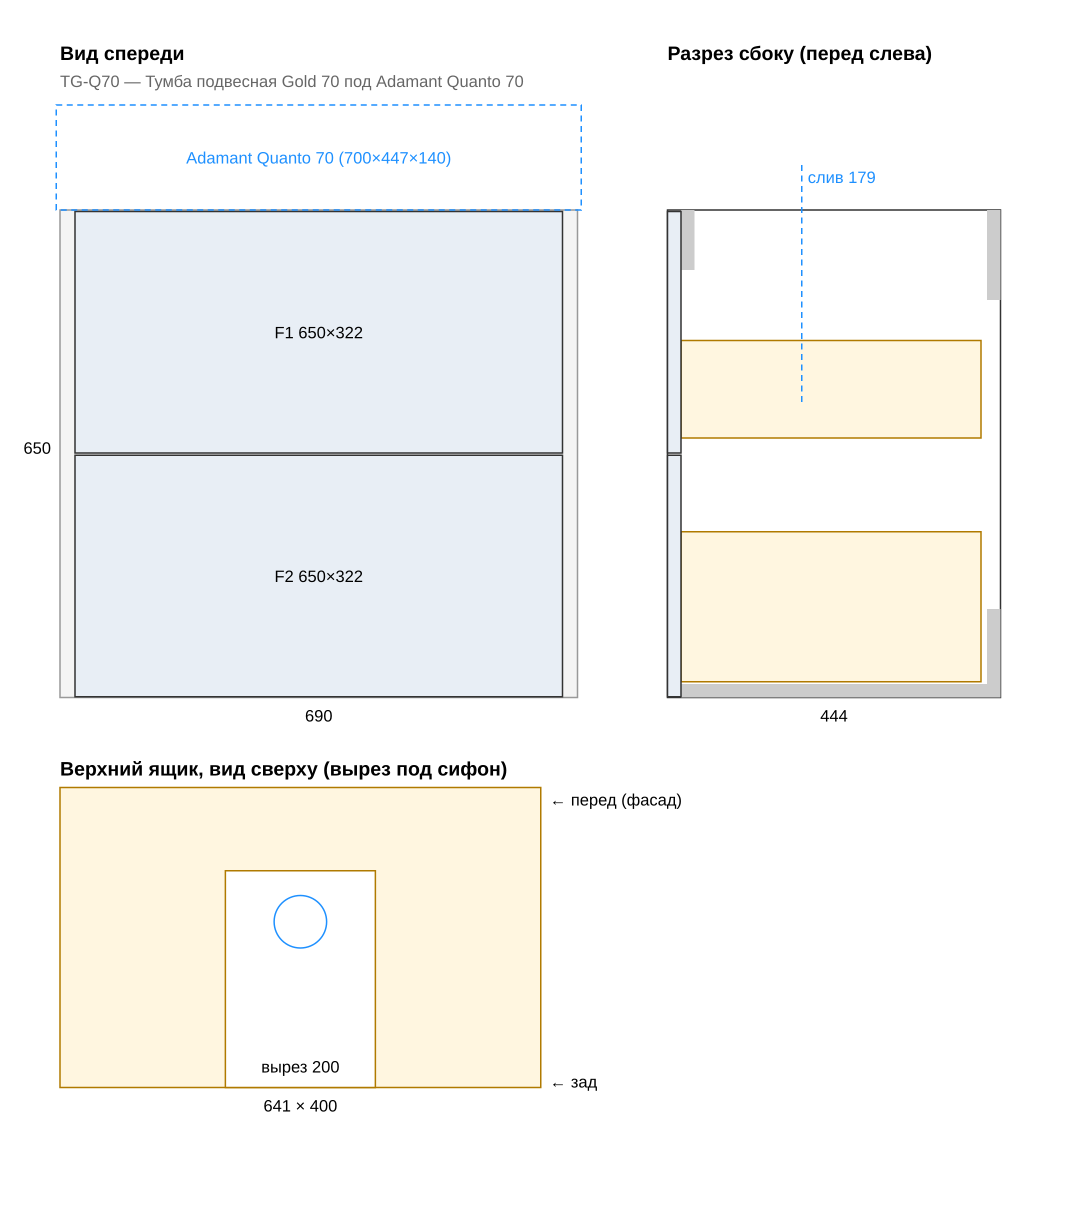 Вид спереди
TG-Q70 — Тумба подвесная Gold 70 под Adamant Quanto 70
Adamant Quanto 70 (700×447×140)
F1 650×322
650
F2 650×322
690
Разрез сбоку (перед слева)
слив 179
444
Верхний ящик, вид сверху (вырез под сифон)
← перед (фасад)
вырез 200
← зад
641 × 400